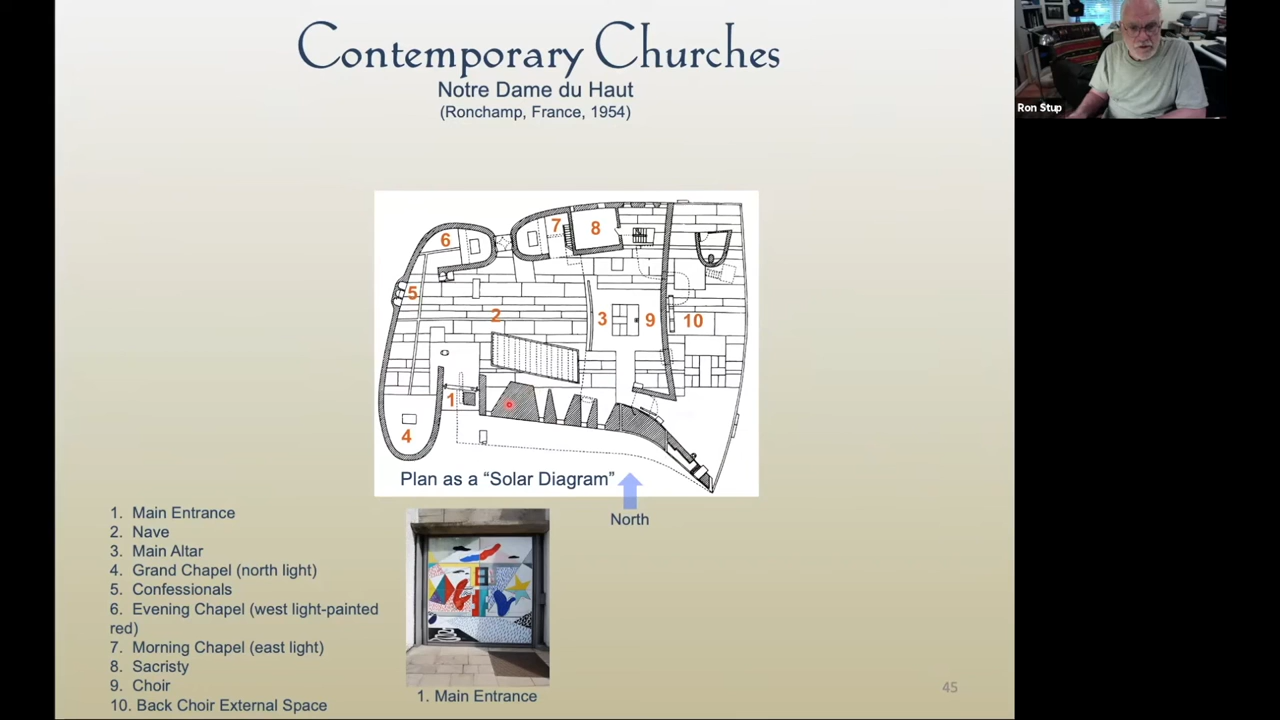 Contemporary Churches
Notre Dame du Haut
(Ronchamp, France, 1954)
Ron Stup
7
8
6
5
2
3
9
10
1
4
Plan as a “Solar Diagram”
North
1. Main Entrance
2. Nave
3. Main Altar
4. Grand Chapel (north light)
5. Confessionals
6. Evening Chapel (west light-painted
red)
7. Morning Chapel (east light)
8. Sacristy
9. Choir
10. Back Choir External Space
1. Main Entrance
45